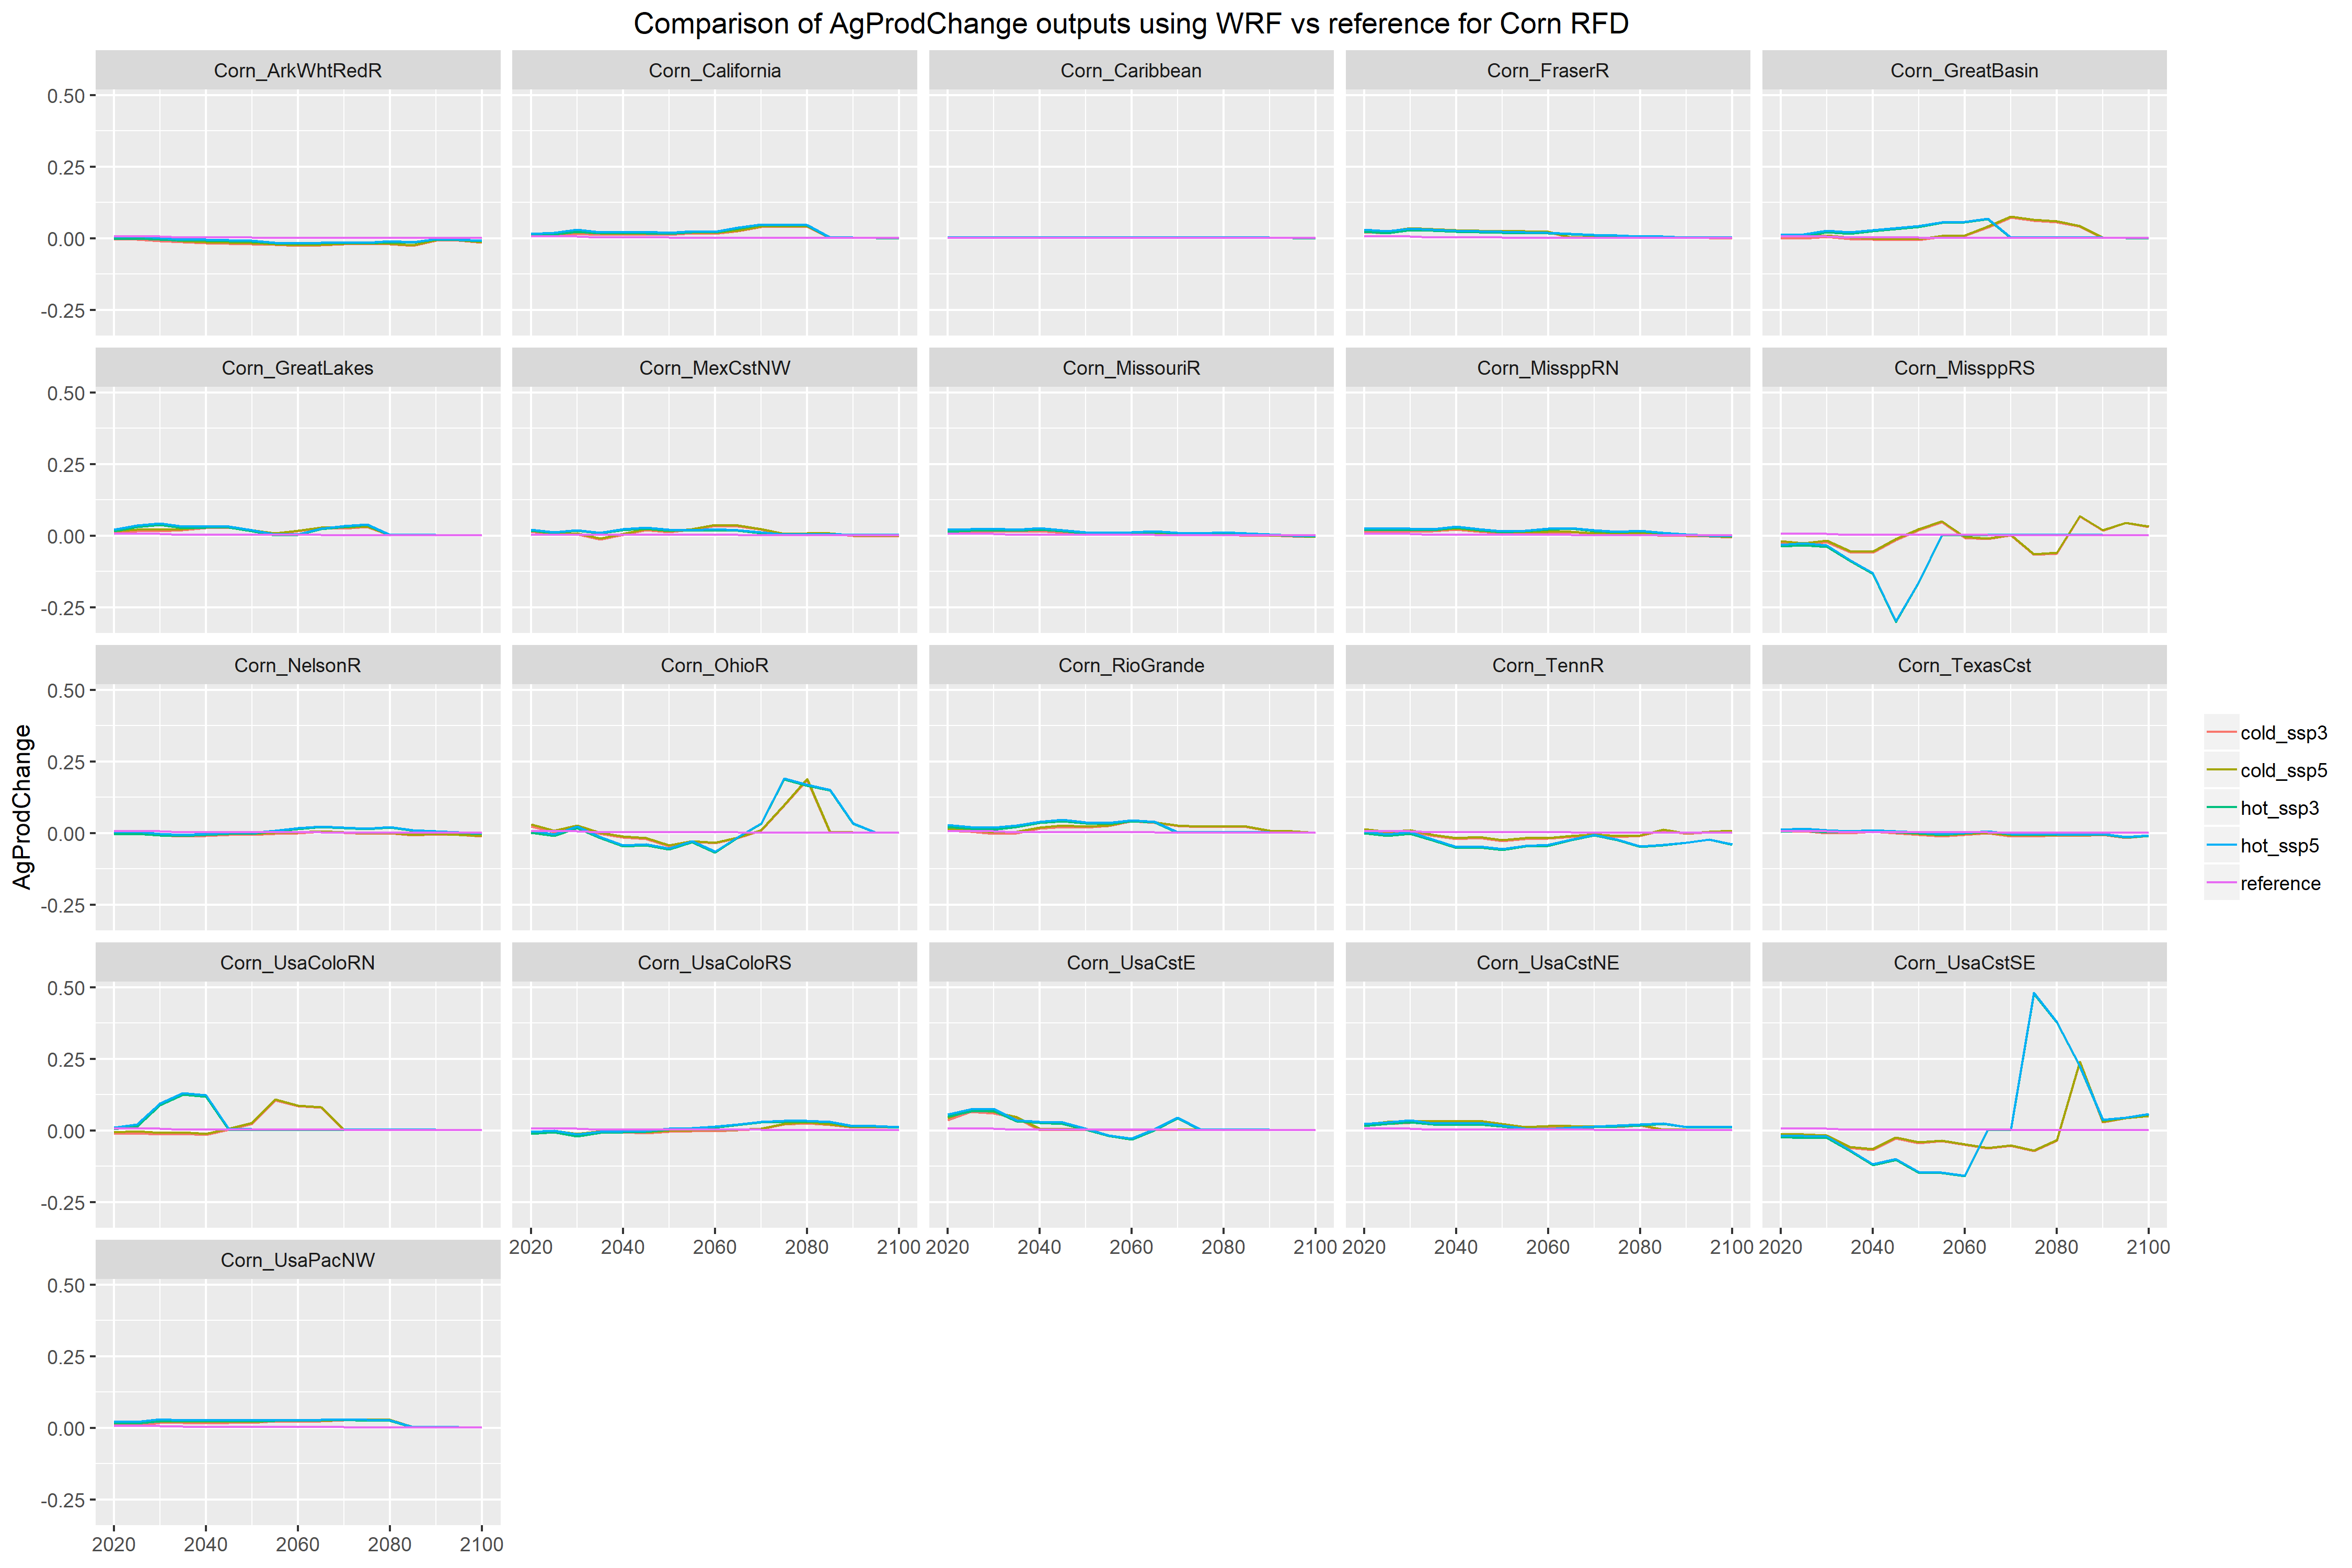 Comparison of AgProdChange outputs using WRF vs reference for Corn RFD
Corn_ArkWhtRedR Corn_California Corn_Caribbean Corn_FraserR Corn_GreatBasin
0.50
0.25
0.00
-0.25
Corn_GreatLakes Corn_MexCstNW Corn_MissouriR Corn_MissppRN Corn_MissppRS
0.50
0.25
0.00
-0.25
Corn_NelsonR Corn_OhioR Corn_RioGrande Corn_TennR Corn_TexasCst
0.50
0.25
0.00
-0.25
AgProdChange
cold_ssp3
cold_ssp5
hot_ssp3
hot_ssp5
reference
Corn_UsaColoRN Corn_UsaColoRS Corn_UsaCstE Corn_UsaCstNE Corn_UsaCstSE
0.50
0.25
0.00
-0.25
2020 2040 2060 2080 2100 2020 2040 2060 2080 2100 2020 2040 2060 2080 2100 2020 2040 2060 2080 2100
Corn_UsaPacNW
0.50
0.25
0.00
-0.25
2020 2040 2060 2080 2100